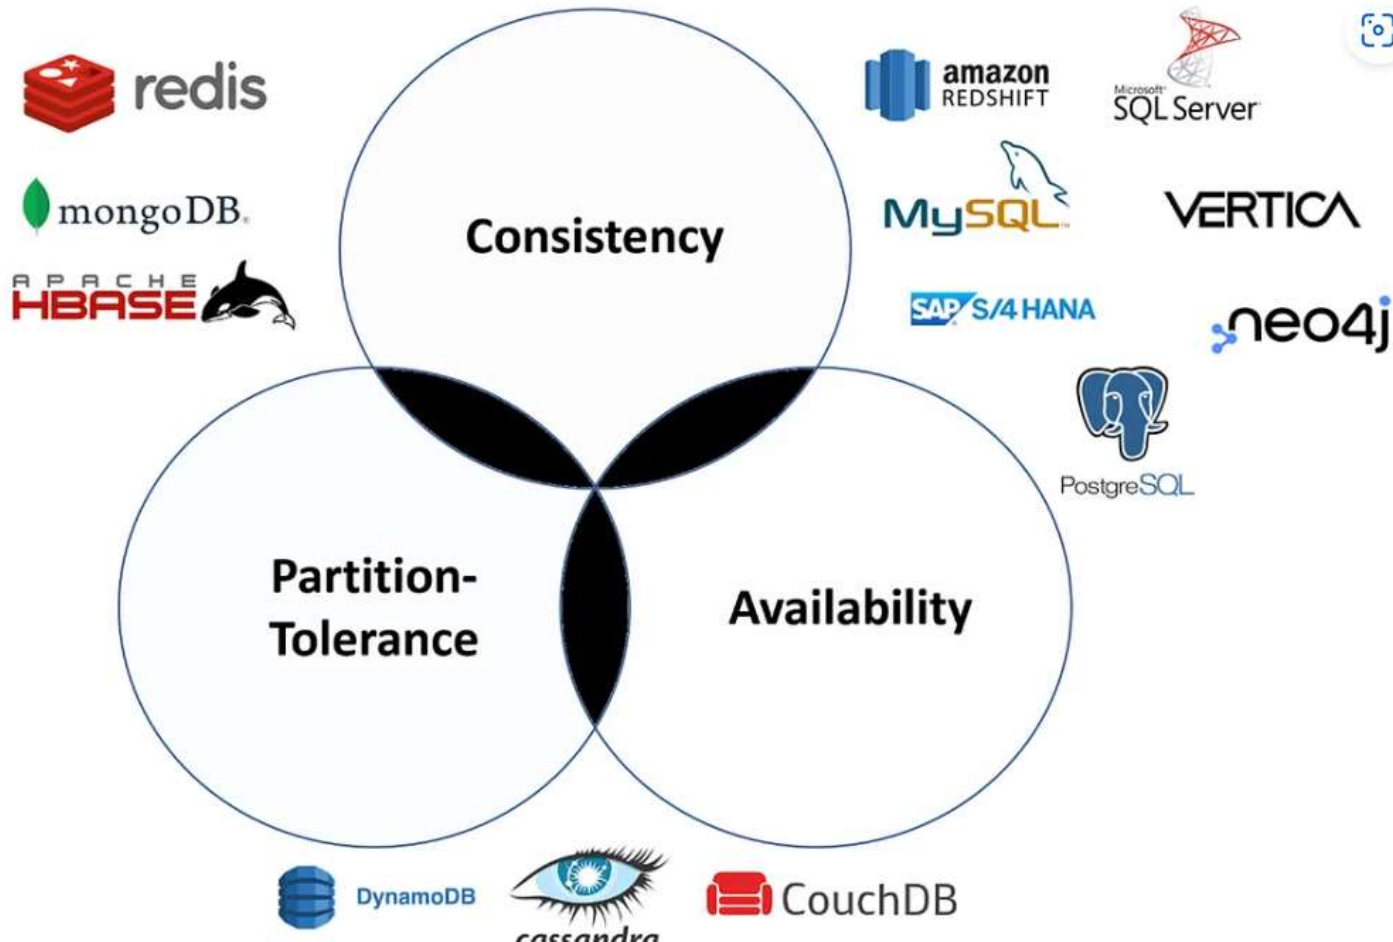 redis
amazon
REDSHIFT
Microsoft
SQL Server
mongoDB
Consistency
MySQL
VERTICA
APACHE
HBASE
SAP S/4 HANA
neo4j
PostgreSQL
Partition-
Tolerance
Availability
DynamoDB
cassandra
CouchDB